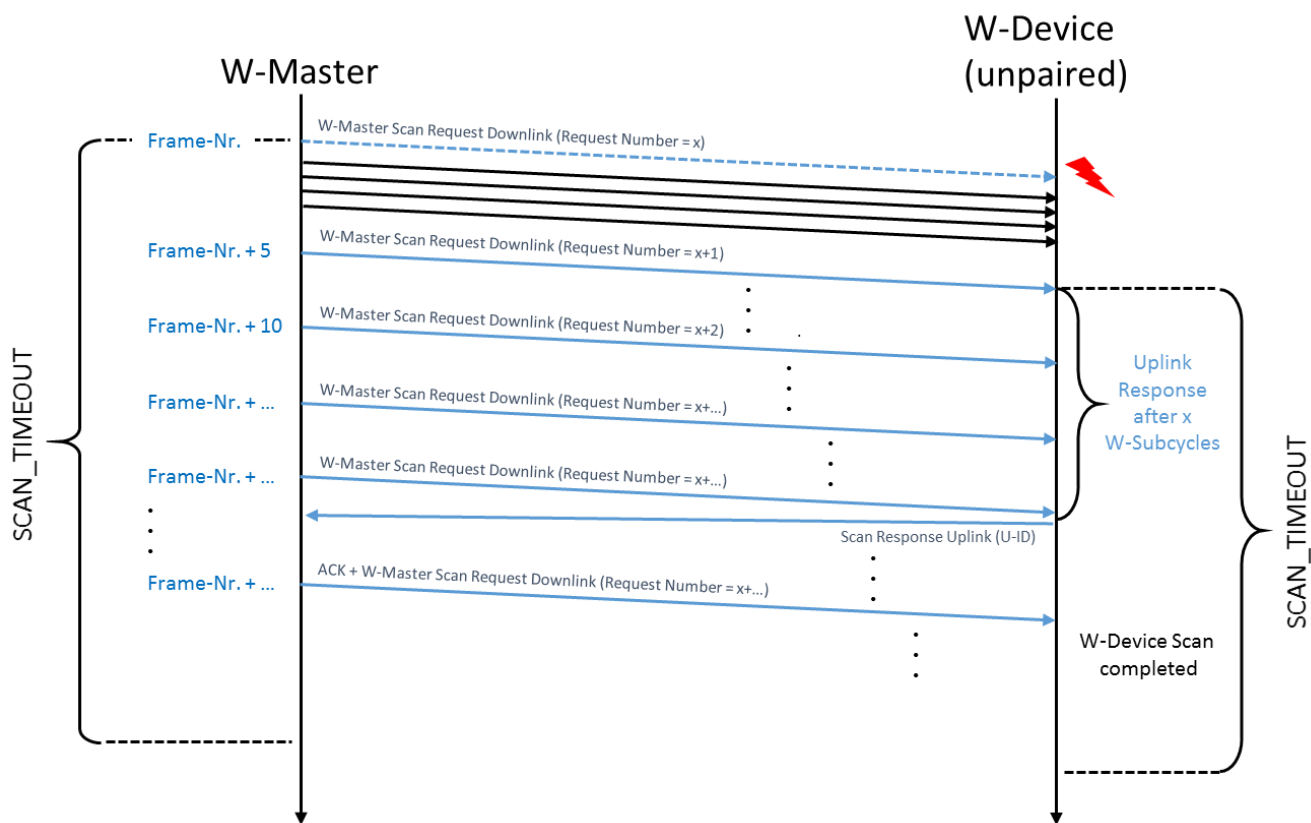 W-Master
W-Device
(unpaired)
Frame-Nr.
W-Master Scan Request Downlink (Request Number = x)
Frame-Nr. + 5
W-Master Scan Request Downlink (Request Number = x+1)
Frame-Nr. + 10
W-Master Scan Request Downlink (Request Number = x+2)
Frame-Nr. + ...
W-Master Scan Request Downlink (Request Number = x+...)
Frame-Nr. + ...
W-Master Scan Request Downlink (Request Number = x+...)
Scan Response Uplink (U-ID)
Frame-Nr. + ...
ACK + W-Master Scan Request Downlink (Request Number = x+...)
Uplink
Response
after x
W-Subcycles
W-Device Scan
completed
SCAN_TIMEOUT
SCAN_TIMEOUT